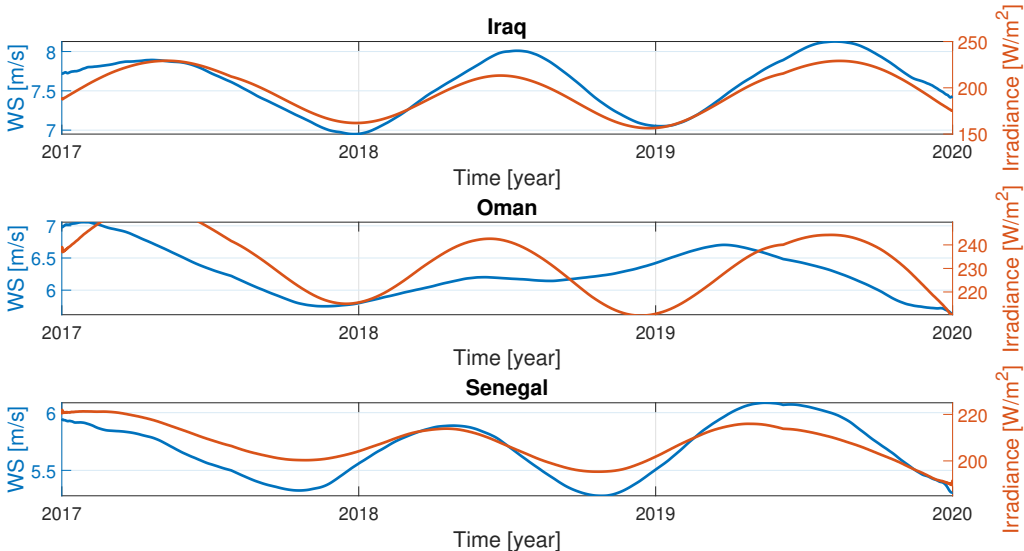 Iraq
WS [m/s]
8
7.5
7
250
200
150
Irradiance [W/m²]
2017
2018
2019
2020
Time [year]
Oman
WS [m/s]
7
6.5
6
240
230
220
Irradiance [W/m²]
2017
2018
2019
2020
Time [year]
Senegal
WS [m/s]
6
5.5
220
200
Irradiance [W/m²]
2017
2018
2019
2020
Time [year]